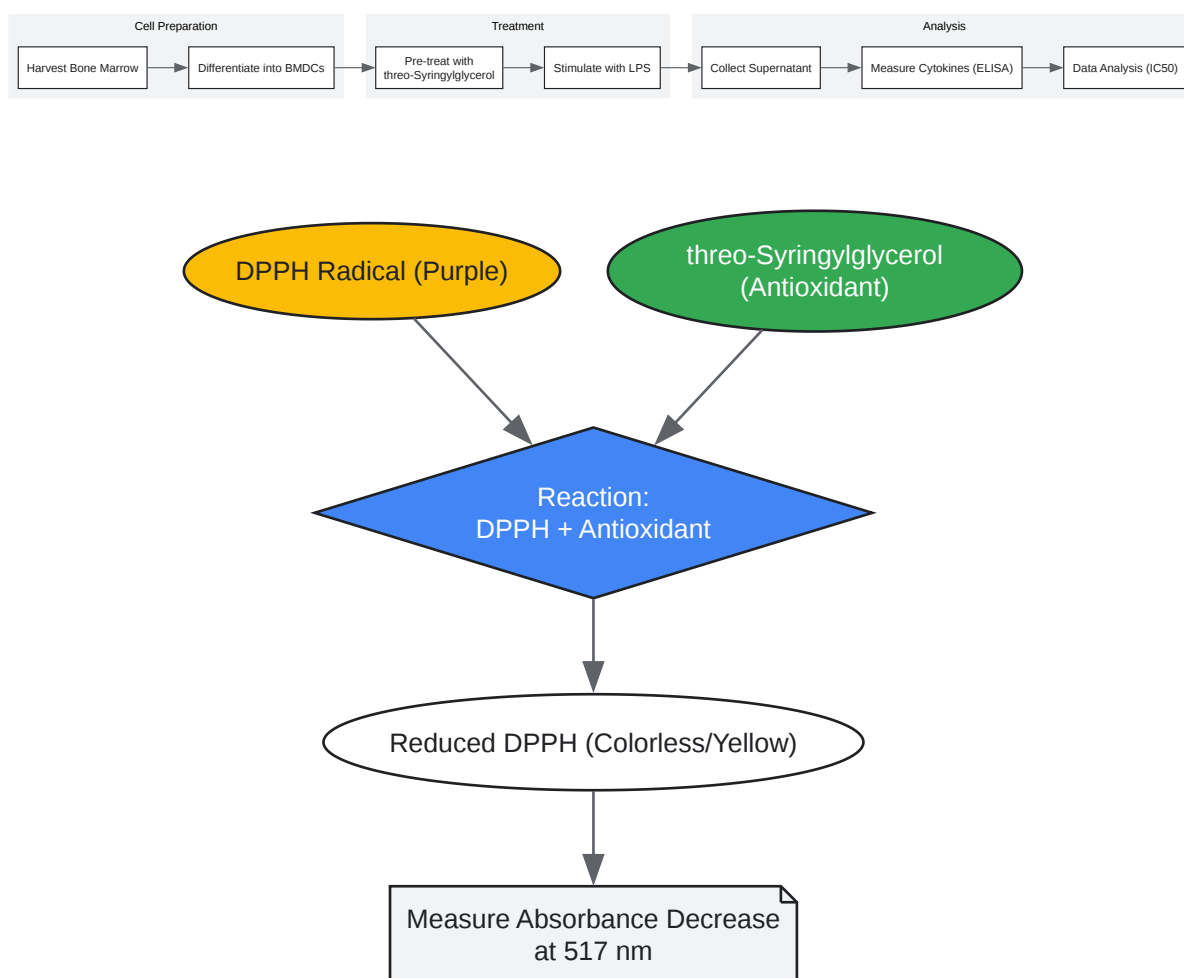 Cell Preparation
Treatment
Analysis
Harvest Bone Marrow
Differentiate into BMDCs
Pre-treat with
threo-Syringylglycerol
Stimulate with LPS
Collect Supernatant
Measure Cytokines (ELISA)
Data Analysis (IC50)
DPPH Radical (Purple)
threo-Syringylglycerol
(Antioxidant)
Reaction:
DPPH + Antioxidant
Reduced DPPH (Colorless/Yellow)
Measure Absorbance Decrease
at 517 nm